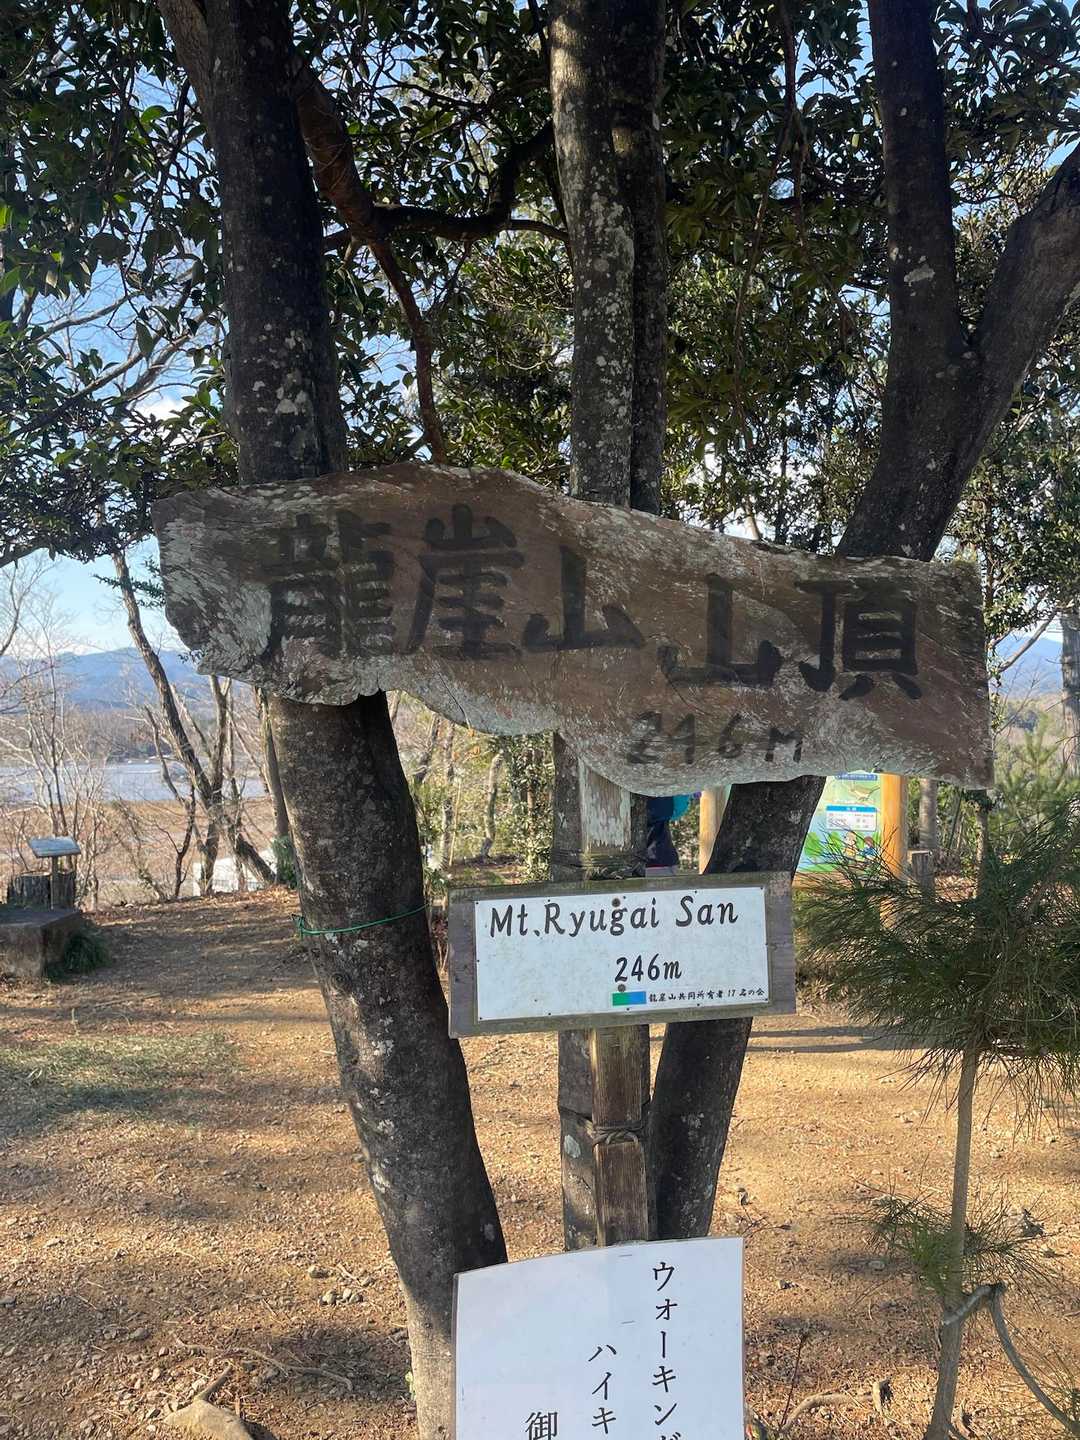 龍崖山 山頂
246m
Mt.Ryugai San
246m
龍崖山共同所有者17名の会
ウォーキング
ハイキ
御